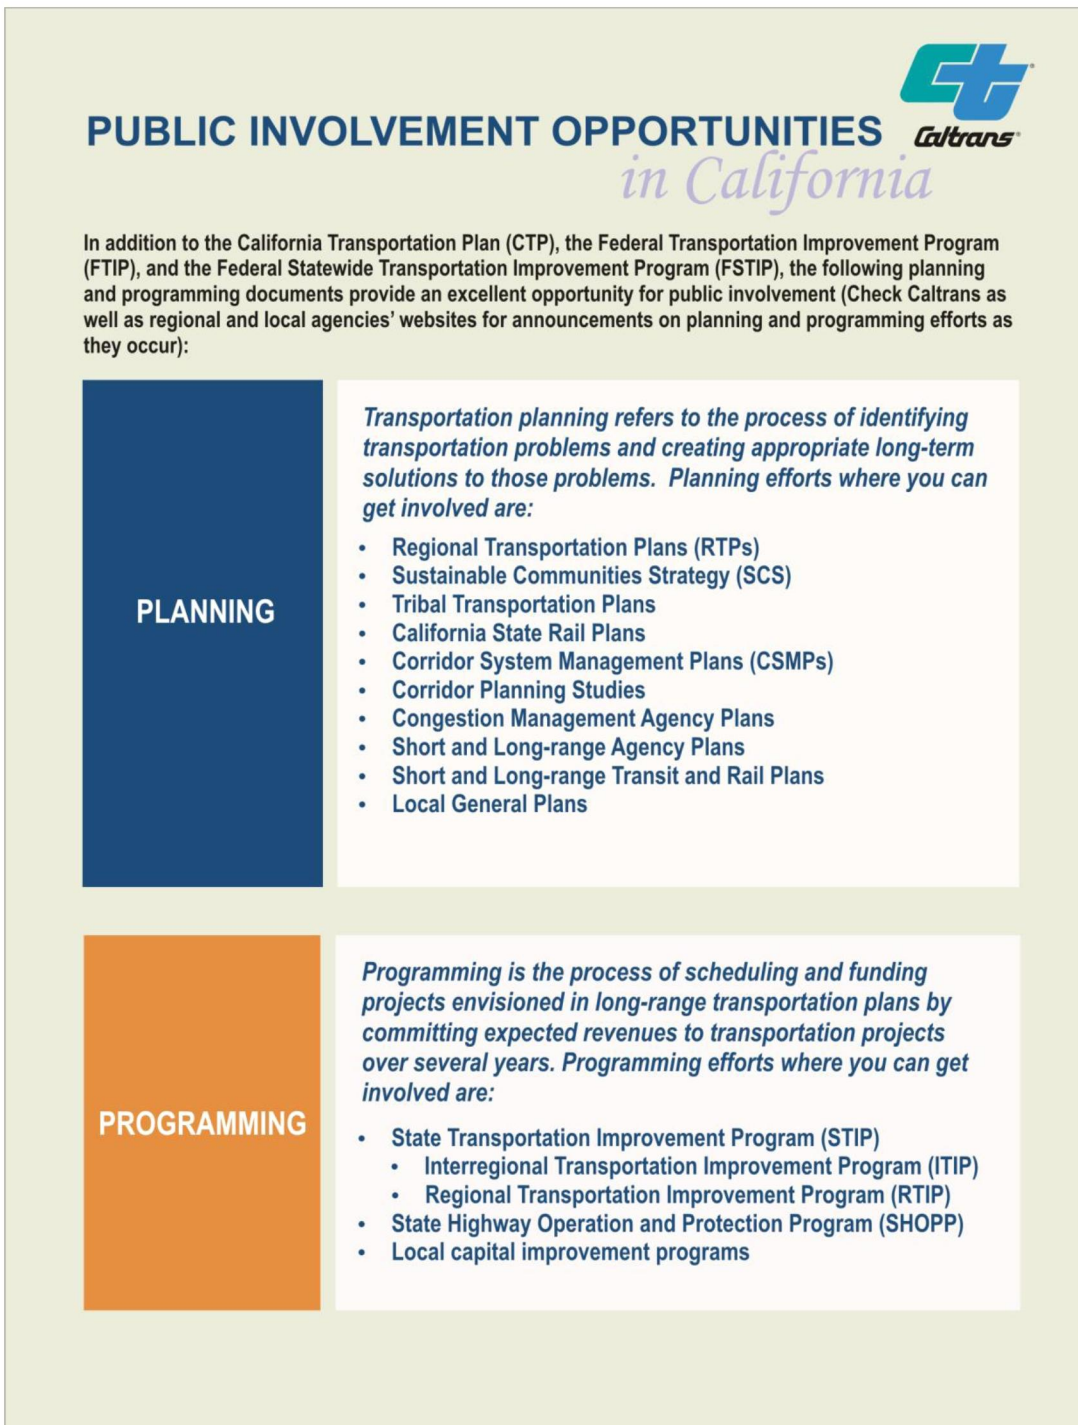 Caltrans®
PUBLIC INVOLVEMENT OPPORTUNITIES
in California
In addition to the California Transportation Plan (CTP), the Federal Transportation Improvement Program
(FTIP), and the Federal Statewide Transportation Improvement Program (FSTIP), the following planning
and programming documents provide an excellent opportunity for public involvement (Check Caltrans as
well as regional and local agencies’ websites for announcements on planning and programming efforts as
they occur):
PLANNING
Transportation planning refers to the process of identifying
transportation problems and creating appropriate long-term
solutions to those problems.  Planning efforts where you can
get involved are:
• Regional Transportation Plans (RTPs)
• Sustainable Communities Strategy (SCS)
• Tribal Transportation Plans
• California State Rail Plans
• Corridor System Management Plans (CSMPs)
• Corridor Planning Studies
• Congestion Management Agency Plans
• Short and Long-range Agency Plans
• Short and Long-range Transit and Rail Plans
• Local General Plans
PROGRAMMING
Programming is the process of scheduling and funding
projects envisioned in long-range transportation plans by
committing expected revenues to transportation projects
over several years. Programming efforts where you can get
involved are:
• State Transportation Improvement Program (STIP)
• Interregional Transportation Improvement Program (ITIP)
• Regional Transportation Improvement Program (RTIP)
• State Highway Operation and Protection Program (SHOPP)
• Local capital improvement programs